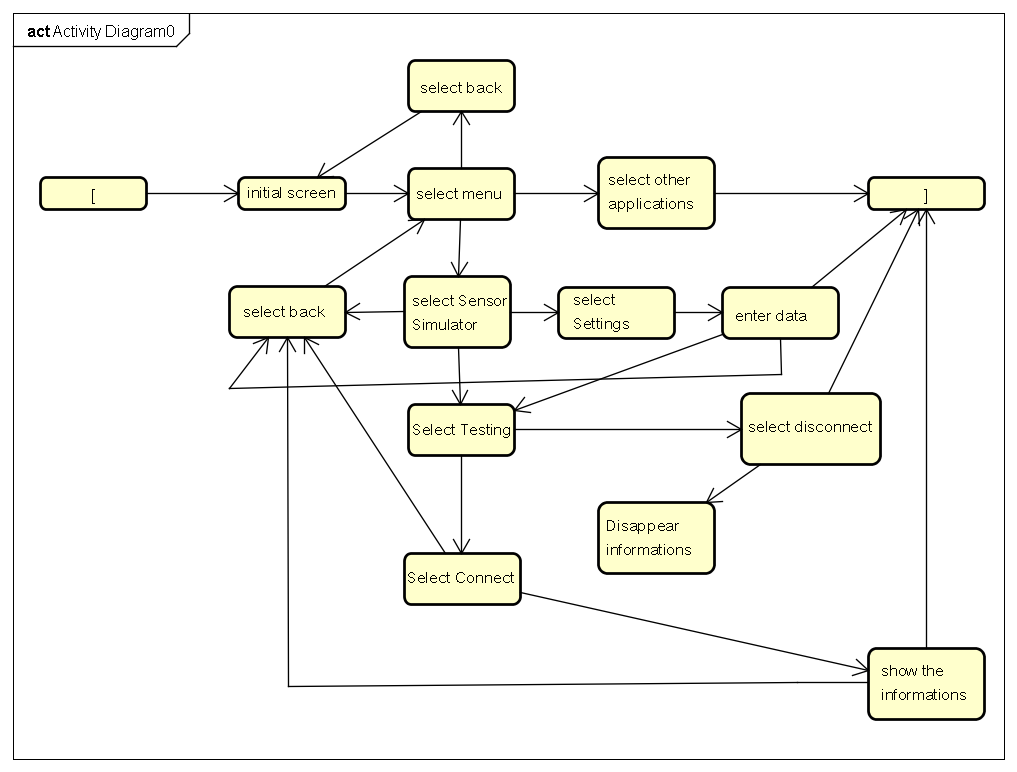 act Activity Diagram0
select back
[
initial screen
select menu
select other
applications
]
select back
select Sensor
Simulator
select
Settings
enter data
Select Testing
select disconnect
Disappear
informations
Select Connect
show the
informations